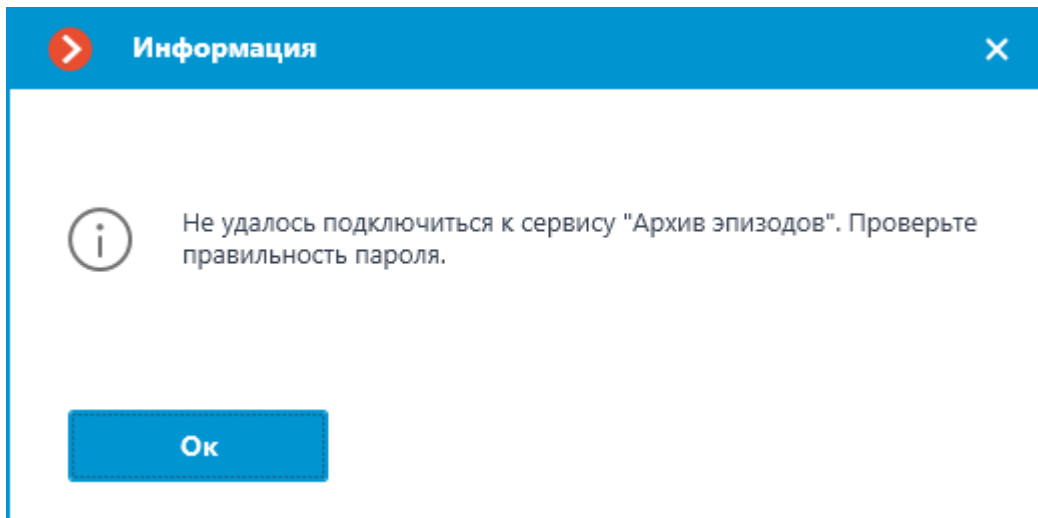 Информация
Не удалось подключиться к сервису "Архив эпизодов". Проверьте
правильность пароля.
Ок